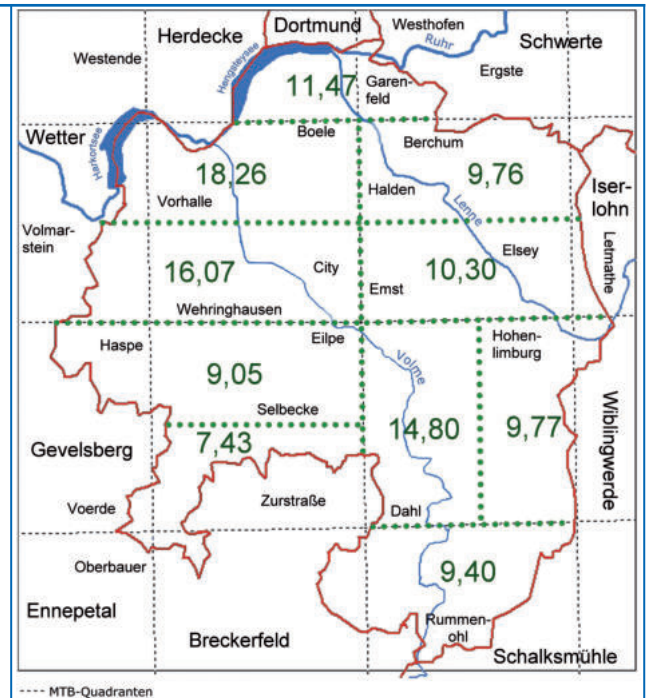 Dortmund
Westhofen
Herdecke
Schwerte
Ruhr
Westende
Hengsteysee
Ergste
11,47
Garen-
feld
Wetter
Harkortsee
Boele
Berchum
18,26
9,76
Iser-
lohn
Vorhalle
Halden
Lenne
Volmar-
stein
Letmathe
Elsey
16,07
City
10,30
Emst
Wehringhausen
Haspe
Eilpe
Hohen-
limburg
Volme
9,05
Selbecke
Wiblingwerde
Gevelsberg
7,43
14,80
9,77
Voerde
Zurstraße
Dahl
Oberbauer
9,40
Ennepetal
Rummen-
ohl
Breckerfeld
Schalksmühle
---- MTB-Quadranten